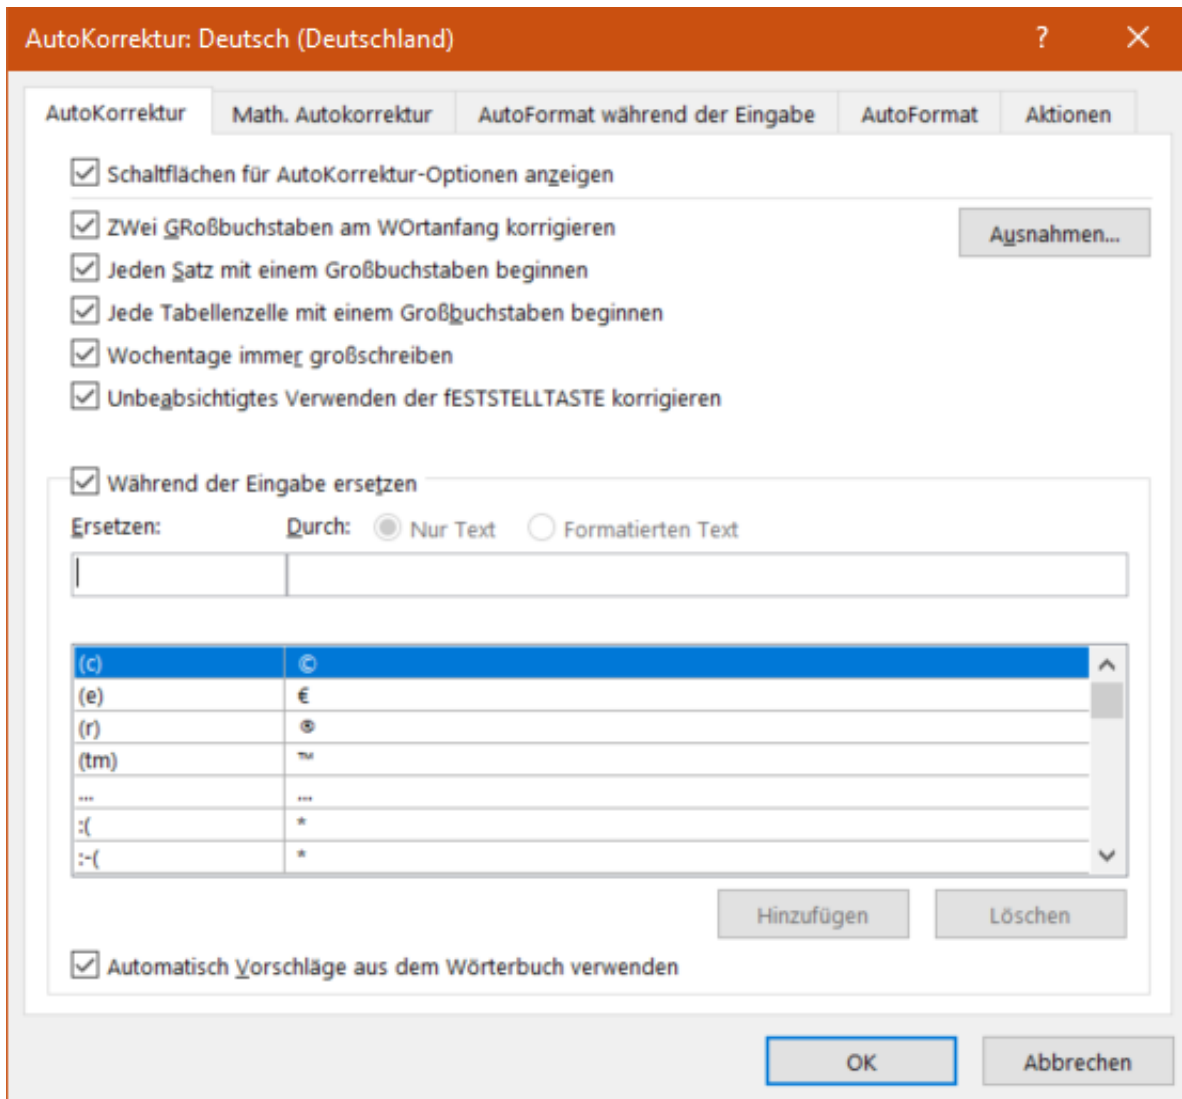 AutoKorrektur: Deutsch (Deutschland) ?
AutoKorrektur Math. Autokorrektur AutoFormat während der Eingabe AutoFormat Aktionen
Schaltflächen für AutoKorrektur-Optionen anzeigen
ZWei GRoßbuchstaben am WOrtanfang korrigieren
Ausnahmen...
Jeden Satz mit einem Großbuchstaben beginnen
Jede Tabellenzelle mit einem Großbuchstaben beginnen
Wochentage immer großschreiben
Unbeabsichtigtes Verwenden der fESTSTELLTASTE korrigieren
Während der Eingabe ersetzen
Ersetzen: Durch: Nur Text Formatierten Text
(c) ©
(e) €
(r) ®
(tm) ™
... …
:( *
:-( *
Hinzufügen Löschen
Automatisch Vorschläge aus dem Wörterbuch verwenden
OK Abbrechen